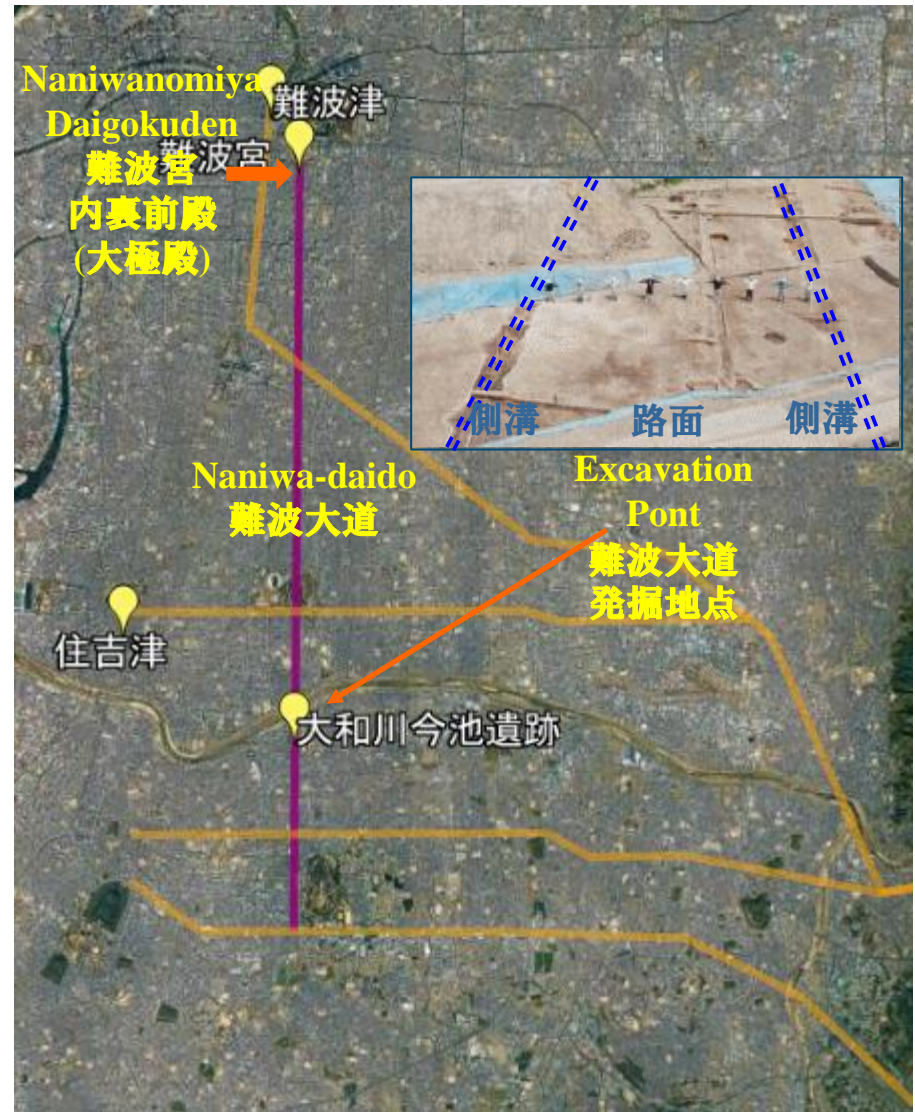 Naniwanomiya
Daigokuden
難波宮
内裏前殿
(大極殿)
難波津
難波宮
側溝
路面
側溝
Naniwa-daido
難波大道
Excavation
Pont
難波大道
発掘地点
住吉津
大和川今池遺跡